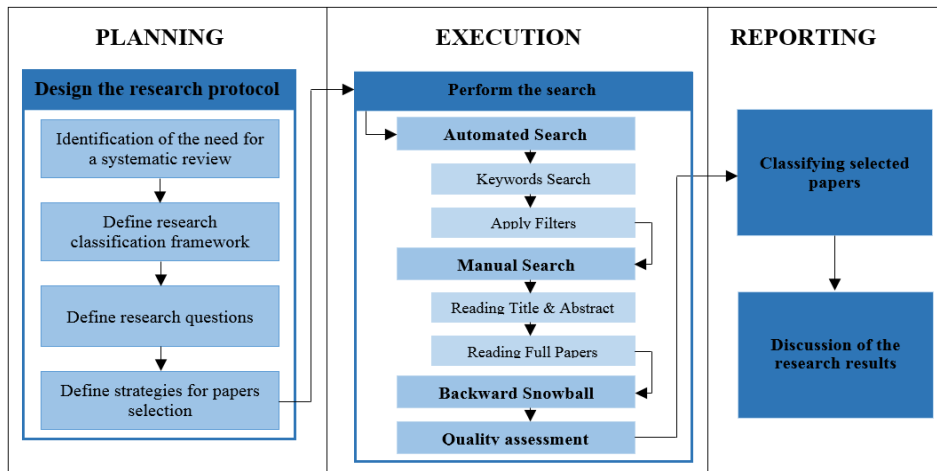 PLANNING
Design the research protocol
Identification of the need for
a systematic review
Define research
classification framework
Define research questions
Define strategies for papers
selection
EXECUTION
Perform the search
Automated Search
Keywords Search
Apply Filters
Manual Search
Reading Title & Abstract
Reading Full Papers
Backward Snowball
Quality assessment
REPORTING
Classifying selected
papers
Discussion of the
research results